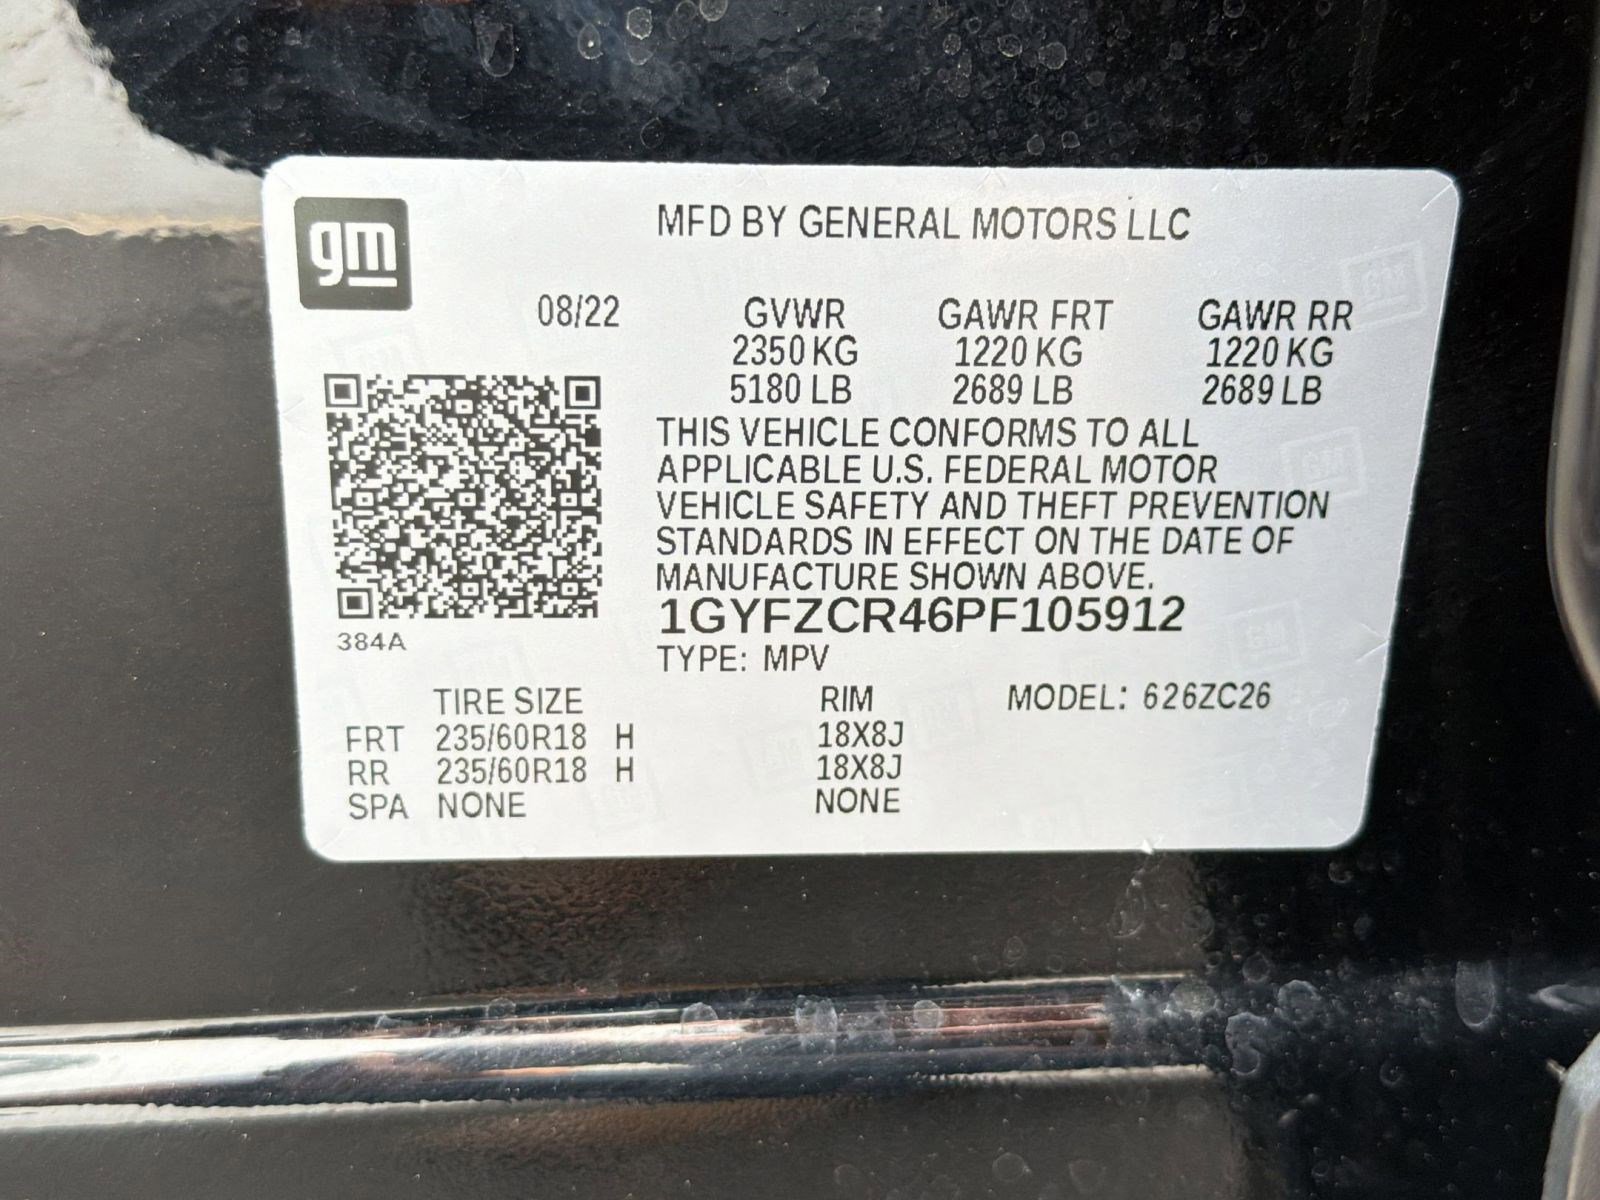 gm
MFD BY GENERAL MOTORS LLC
08/22 GVWR GAWR FRT GAWR RR
2350 KG 1220 KG 1220 KG
5180 LB 2689 LB 2689 LB
THIS VEHICLE CONFORMS TO ALL
APPLICABLE U.S. FEDERAL MOTOR
VEHICLE SAFETY AND THEFT PREVENTION
STANDARDS IN EFFECT ON THE DATE OF
MANUFACTURE SHOWN ABOVE.
1GYFZCR46PF105912
384A
TYPE: MPV
TIRE SIZE RIM MODEL: 626ZC26
FRT 235/60R18 H 18X8J
RR 235/60R18 H 18X8J
SPA NONE NONE